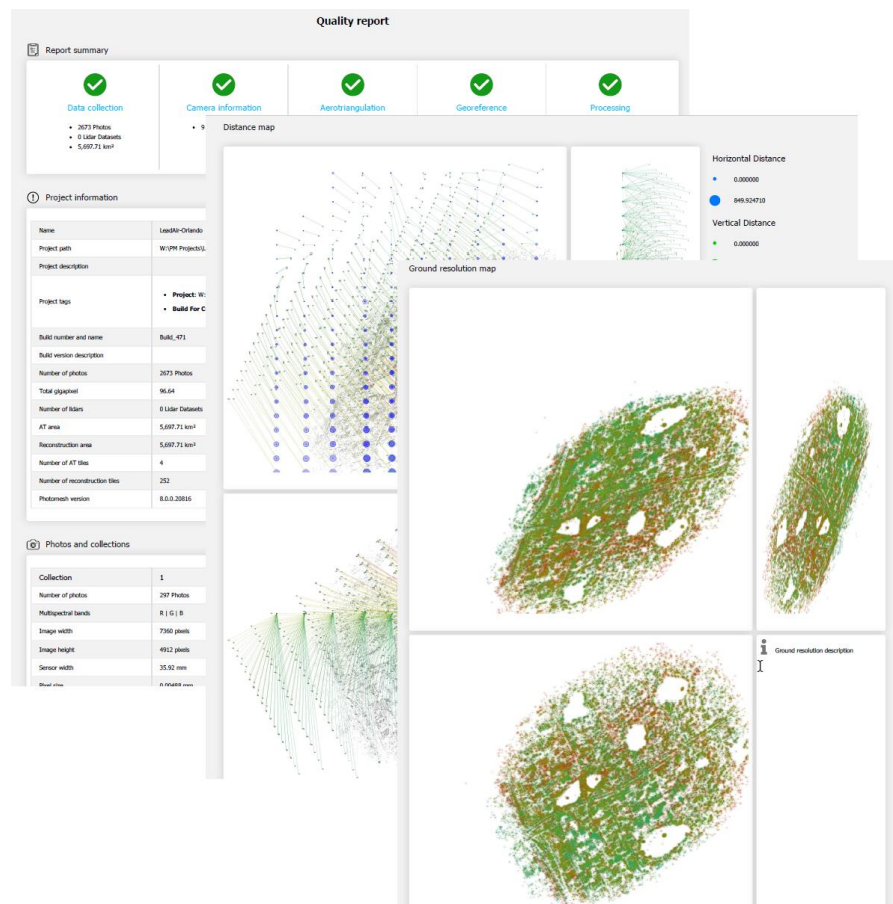 Quality report
Report summary
Data collection
Camera information
Aerotriangulation
Georeference
Processing
• 2673 Photos
• 0 Lidar Datasets
• 5,697.71 km²
• 9
Project information
Name LeadAir-Orlando
Project path
Project description
Project tags
• Project: W:
• Build For C
Build number and name Build_471
Build version description
Number of photos 2673 Photos
Total gigapixel 96.64
Number of lidars 0 Lidar Datasets
AT area 5,697.71 km²
Reconstruction area 5,697.71 km²
Number of AT tiles 4
Number of reconstruction tiles 252
Photomesh version 8.0.0.20816
Photos and collections
Collection 1
Number of photos 297 Photos
Multispectral bands R | G | B
Image width 7360 pixels
Image height 4912 pixels
Sensor width 35.92 mm
Pixel size 0.00488 mm
Distance map
Horizontal Distance
0.000000
849.924710
Vertical Distance
0.000000
Ground resolution map
Ground resolution description